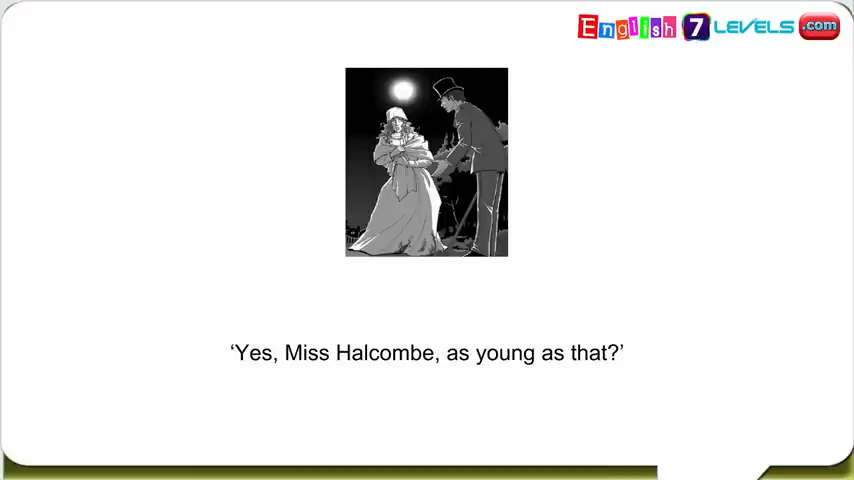 English 7 LEVELS .com
‘Yes, Miss Halcombe, as young as that?’